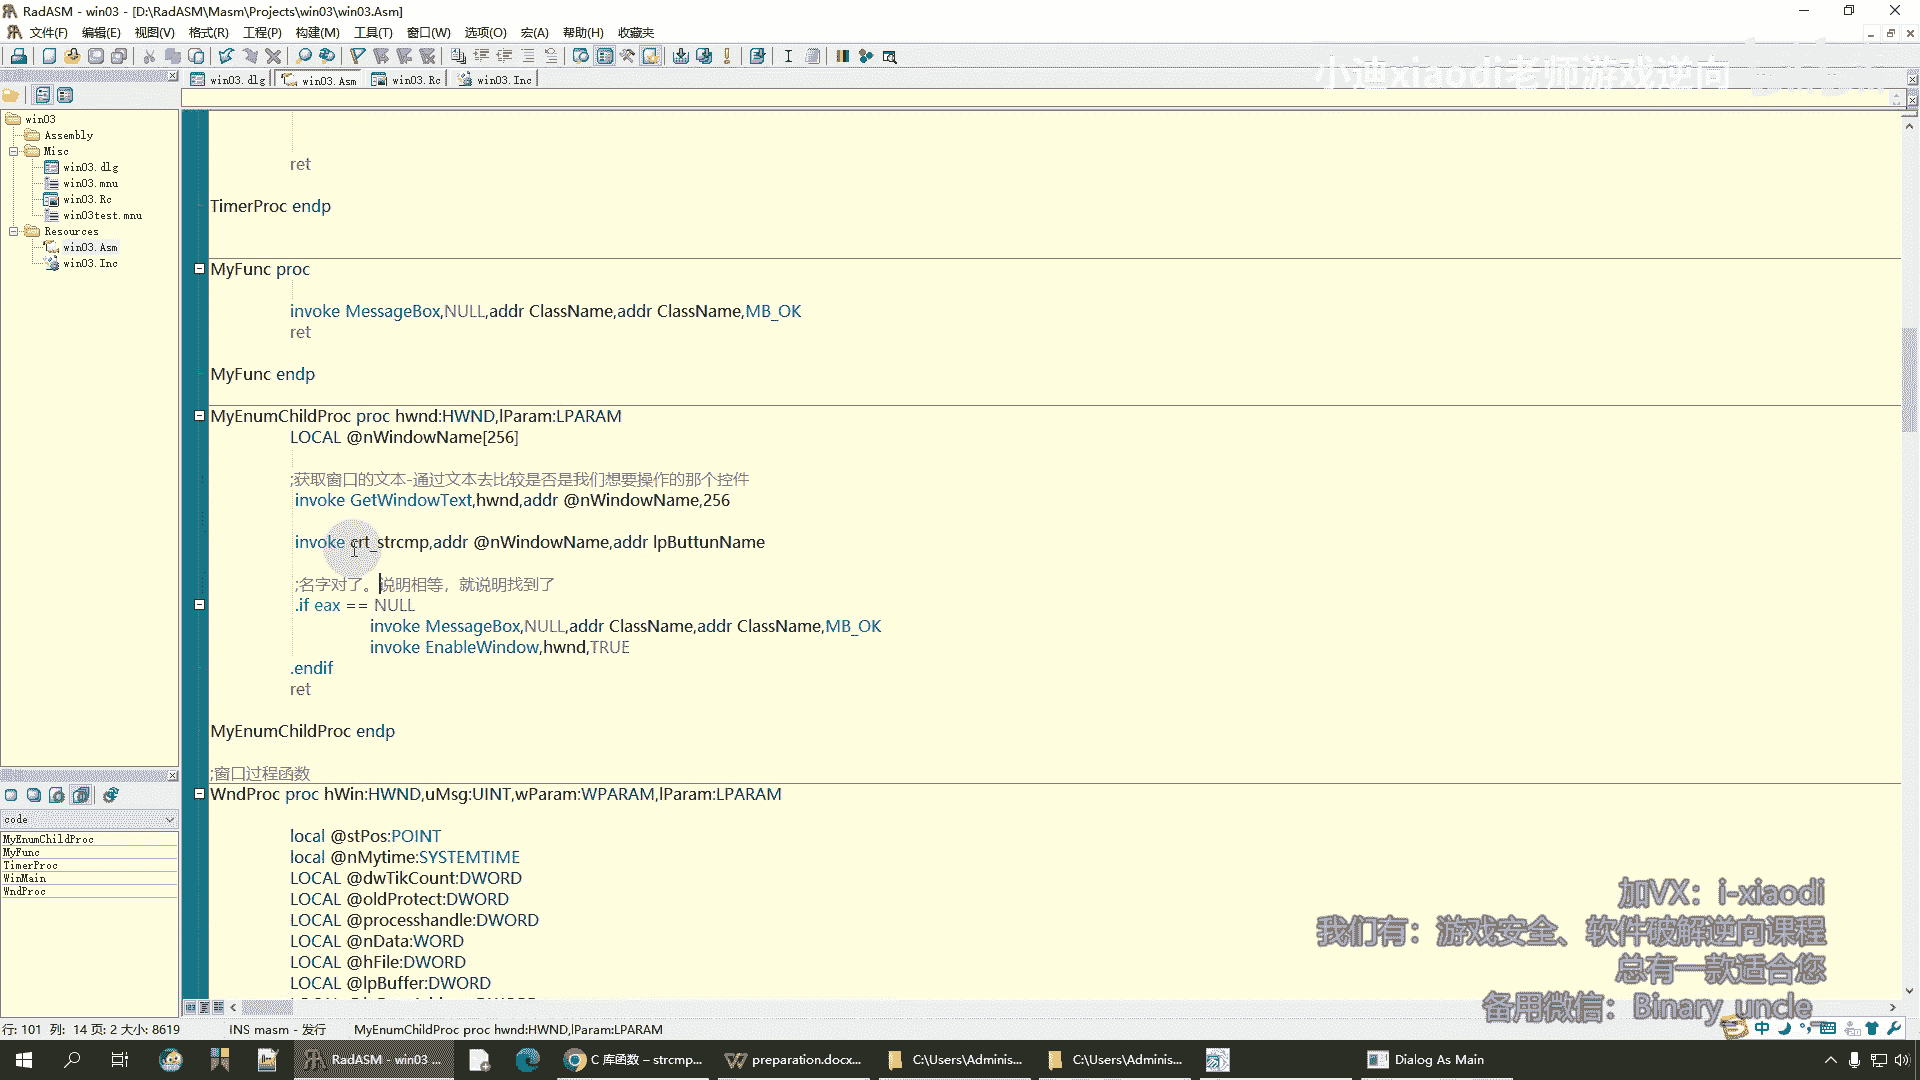 RadASM - win03 - [D:\RadASM\Masm\Projects\win03\win03.Asm]
文件(F) 编辑(E) 视图(V) 格式(R) 工程(P) 构建(M) 工具(T) 窗口(W) 选项(O) 宏(A) 帮助(H) 收藏夹
win03.dlg win03.Asm win03.Rc win03.Inc
小迪xiaodi老师游戏逆向
win03
Assembly
Misc
win03.dlg
win03.mnu
win03.Rc
win03test.mnu
Resources
win03.Asm
win03.Inc
ret
TimerProc endp
MyFunc proc
invoke MessageBox,NULL,addr ClassName,addr ClassName,MB_OK
ret
MyFunc endp
MyEnumChildProc proc hwnd:HWND,lParam:LPARAM
LOCAL @nWindowName[256]
;获取窗口的文本-通过文本去比较是否是我们想要操作的那个控件
invoke GetWindowText,hwnd,addr @nWindowName,256
invoke crt_strcmp,addr @nWindowName,addr lpButtunName
;名字对了。说明相等，就说明找到了
.if eax == NULL
invoke MessageBox,NULL,addr ClassName,addr ClassName,MB_OK
invoke EnableWindow,hwnd,TRUE
.endif
ret
MyEnumChildProc endp
;窗口过程函数
WndProc proc hWin:HWND,uMsg:UINT,wParam:WPARAM,lParam:LPARAM
local @stPos:POINT
local @nMytime:SYSTEMTIME
LOCAL @dwTikCount:DWORD
LOCAL @oldProtect:DWORD
LOCAL @processhandle:DWORD
LOCAL @nData:WORD
LOCAL @hFile:DWORD
LOCAL @lpBuffer:DWORD
code
MyEnumChildProc
MyFunc
TimerProc
WinMain
WndProc
加VX：i-xiaodi
我们有：游戏安全、软件破解逆向课程
总有一款适合您
备用微信：Binary_uncle
行: 101 列: 14 页: 2 大小: 8619 INS masm - 发行 MyEnumChildProc proc hwnd:HWND,lParam:LPARAM
中
RadASM - win03 ... C 库函数 – strcmp... preparation.docx... C:\Users\Adminis... C:\Users\Adminis... Dialog As Main